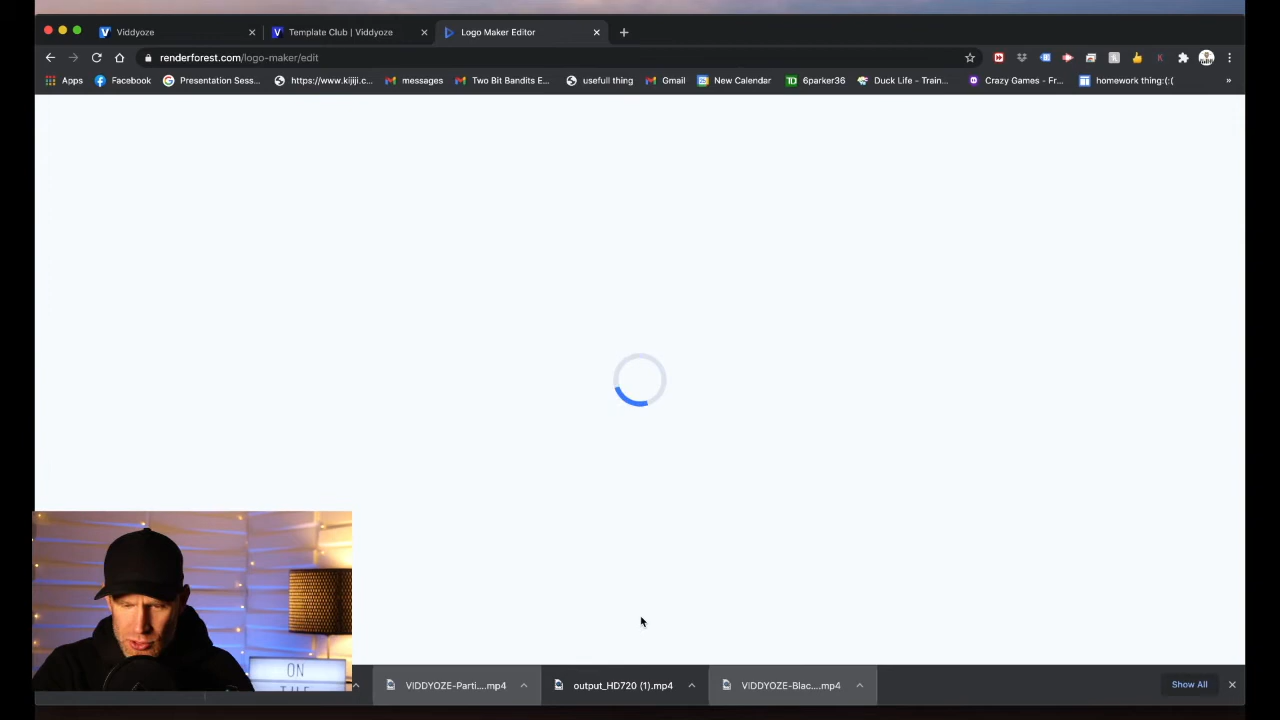 Viddyoze
Template Club | Viddyoze
Logo Maker Editor
renderforest.com/logo-maker/edit
Apps
Facebook
Presentation Sess...
https://www.kijiji.c...
messages
Two Bit Bandits E...
usefull thing
Gmail
New Calendar
6parker36
Duck Life - Train...
Crazy Games - Fr...
homework thing:(:(
»
ON
THE
VIDDYOZE-Parti....mp4
output_HD720 (1).mp4
VIDDYOZE-Blac....mp4
Show All